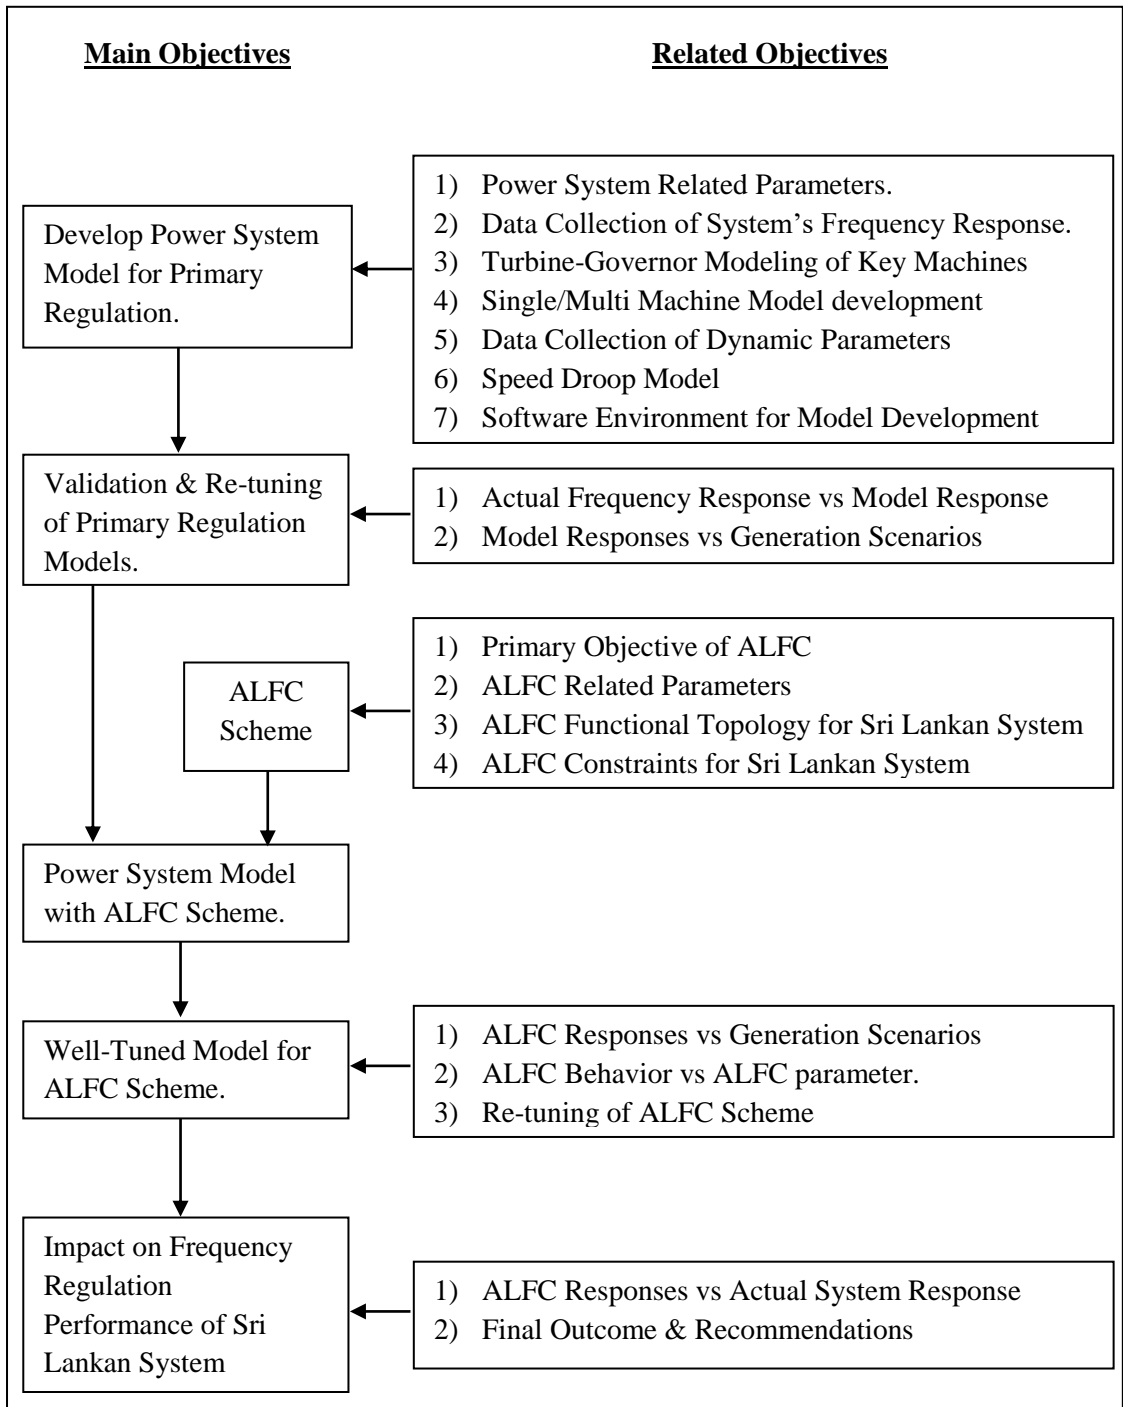 Main Objectives
Related Objectives
Develop Power System
Model for Primary
Regulation.
1) Power System Related Parameters.
2) Data Collection of System’s Frequency Response.
3) Turbine-Governor Modeling of Key Machines
4) Single/Multi Machine Model development
5) Data Collection of Dynamic Parameters
6) Speed Droop Model
7) Software Environment for Model Development
Validation & Re-tuning
of Primary Regulation
Models.
1) Actual Frequency Response vs Model Response
2) Model Responses vs Generation Scenarios
ALFC
Scheme
1) Primary Objective of ALFC
2) ALFC Related Parameters
3) ALFC Functional Topology for Sri Lankan System
4) ALFC Constraints for Sri Lankan System
Power System Model
with ALFC Scheme.
Well-Tuned Model for
ALFC Scheme.
1) ALFC Responses vs Generation Scenarios
2) ALFC Behavior vs ALFC parameter.
3) Re-tuning of ALFC Scheme
Impact on Frequency
Regulation
Performance of Sri
Lankan System
1) ALFC Responses vs Actual System Response
2) Final Outcome & Recommendations